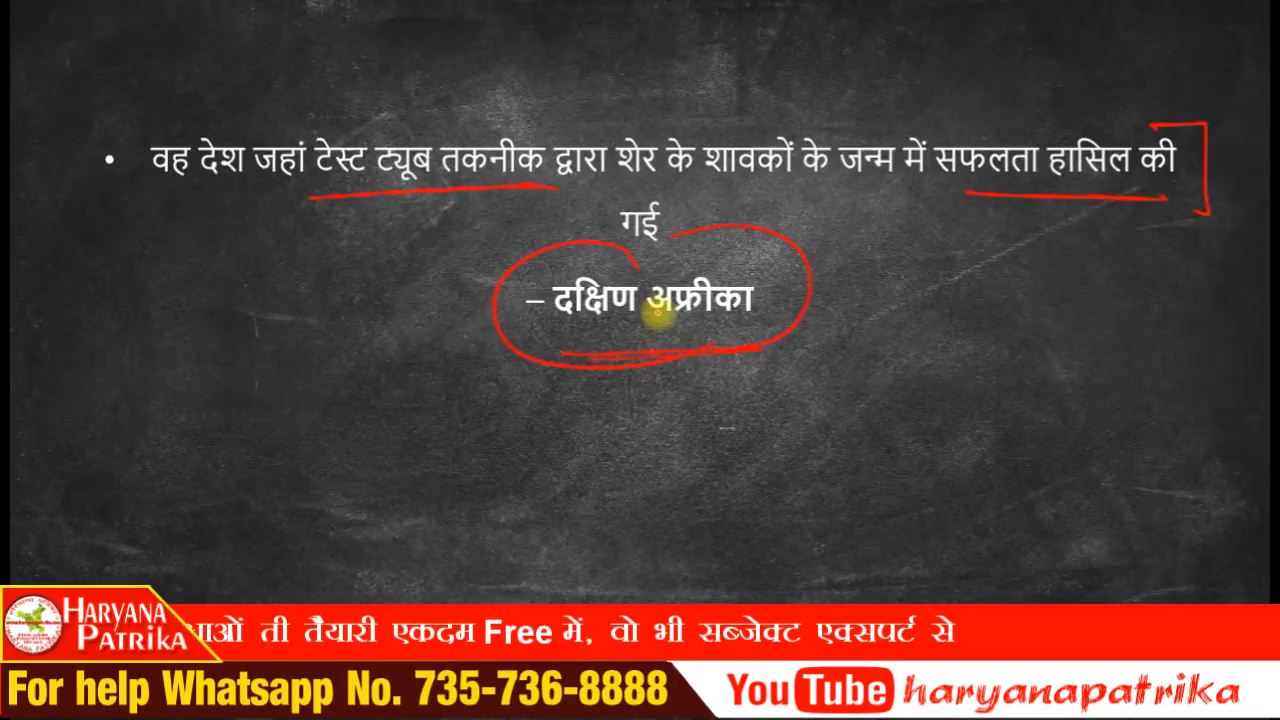 • वह देश जहां टेस्ट ट्यूब तकनीक द्वारा शेर के शावकों के जन्म में सफलता हासिल की
गई
– दक्षिण अफ्रीका
HARYANA
PATRIKA
ती तैयारी एकदम Free में, वो भी सब्जेक्ट एक्सपर्ट से
For help Whatsapp No. 735-736-8888
YouTube haryanapatrika